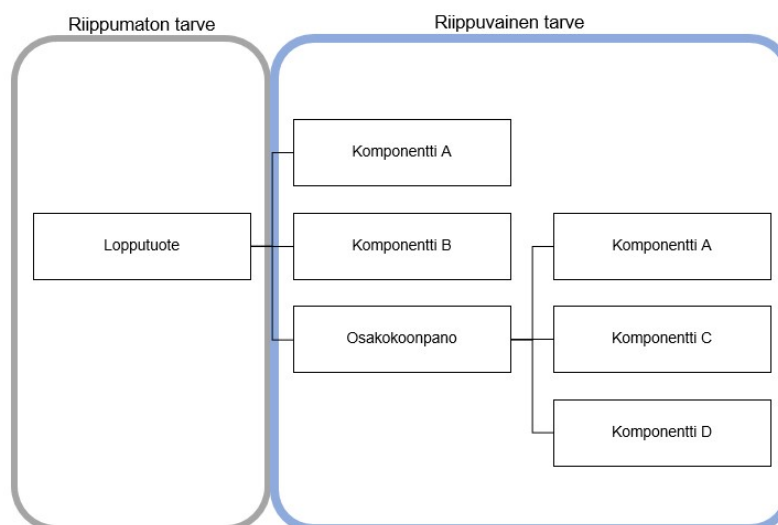 Riippumaton tarve
Riippuvainen tarve
Komponentti A
Lopputuote
Komponentti B
Komponentti A
Osakokoonpano
Komponentti C
Komponentti D